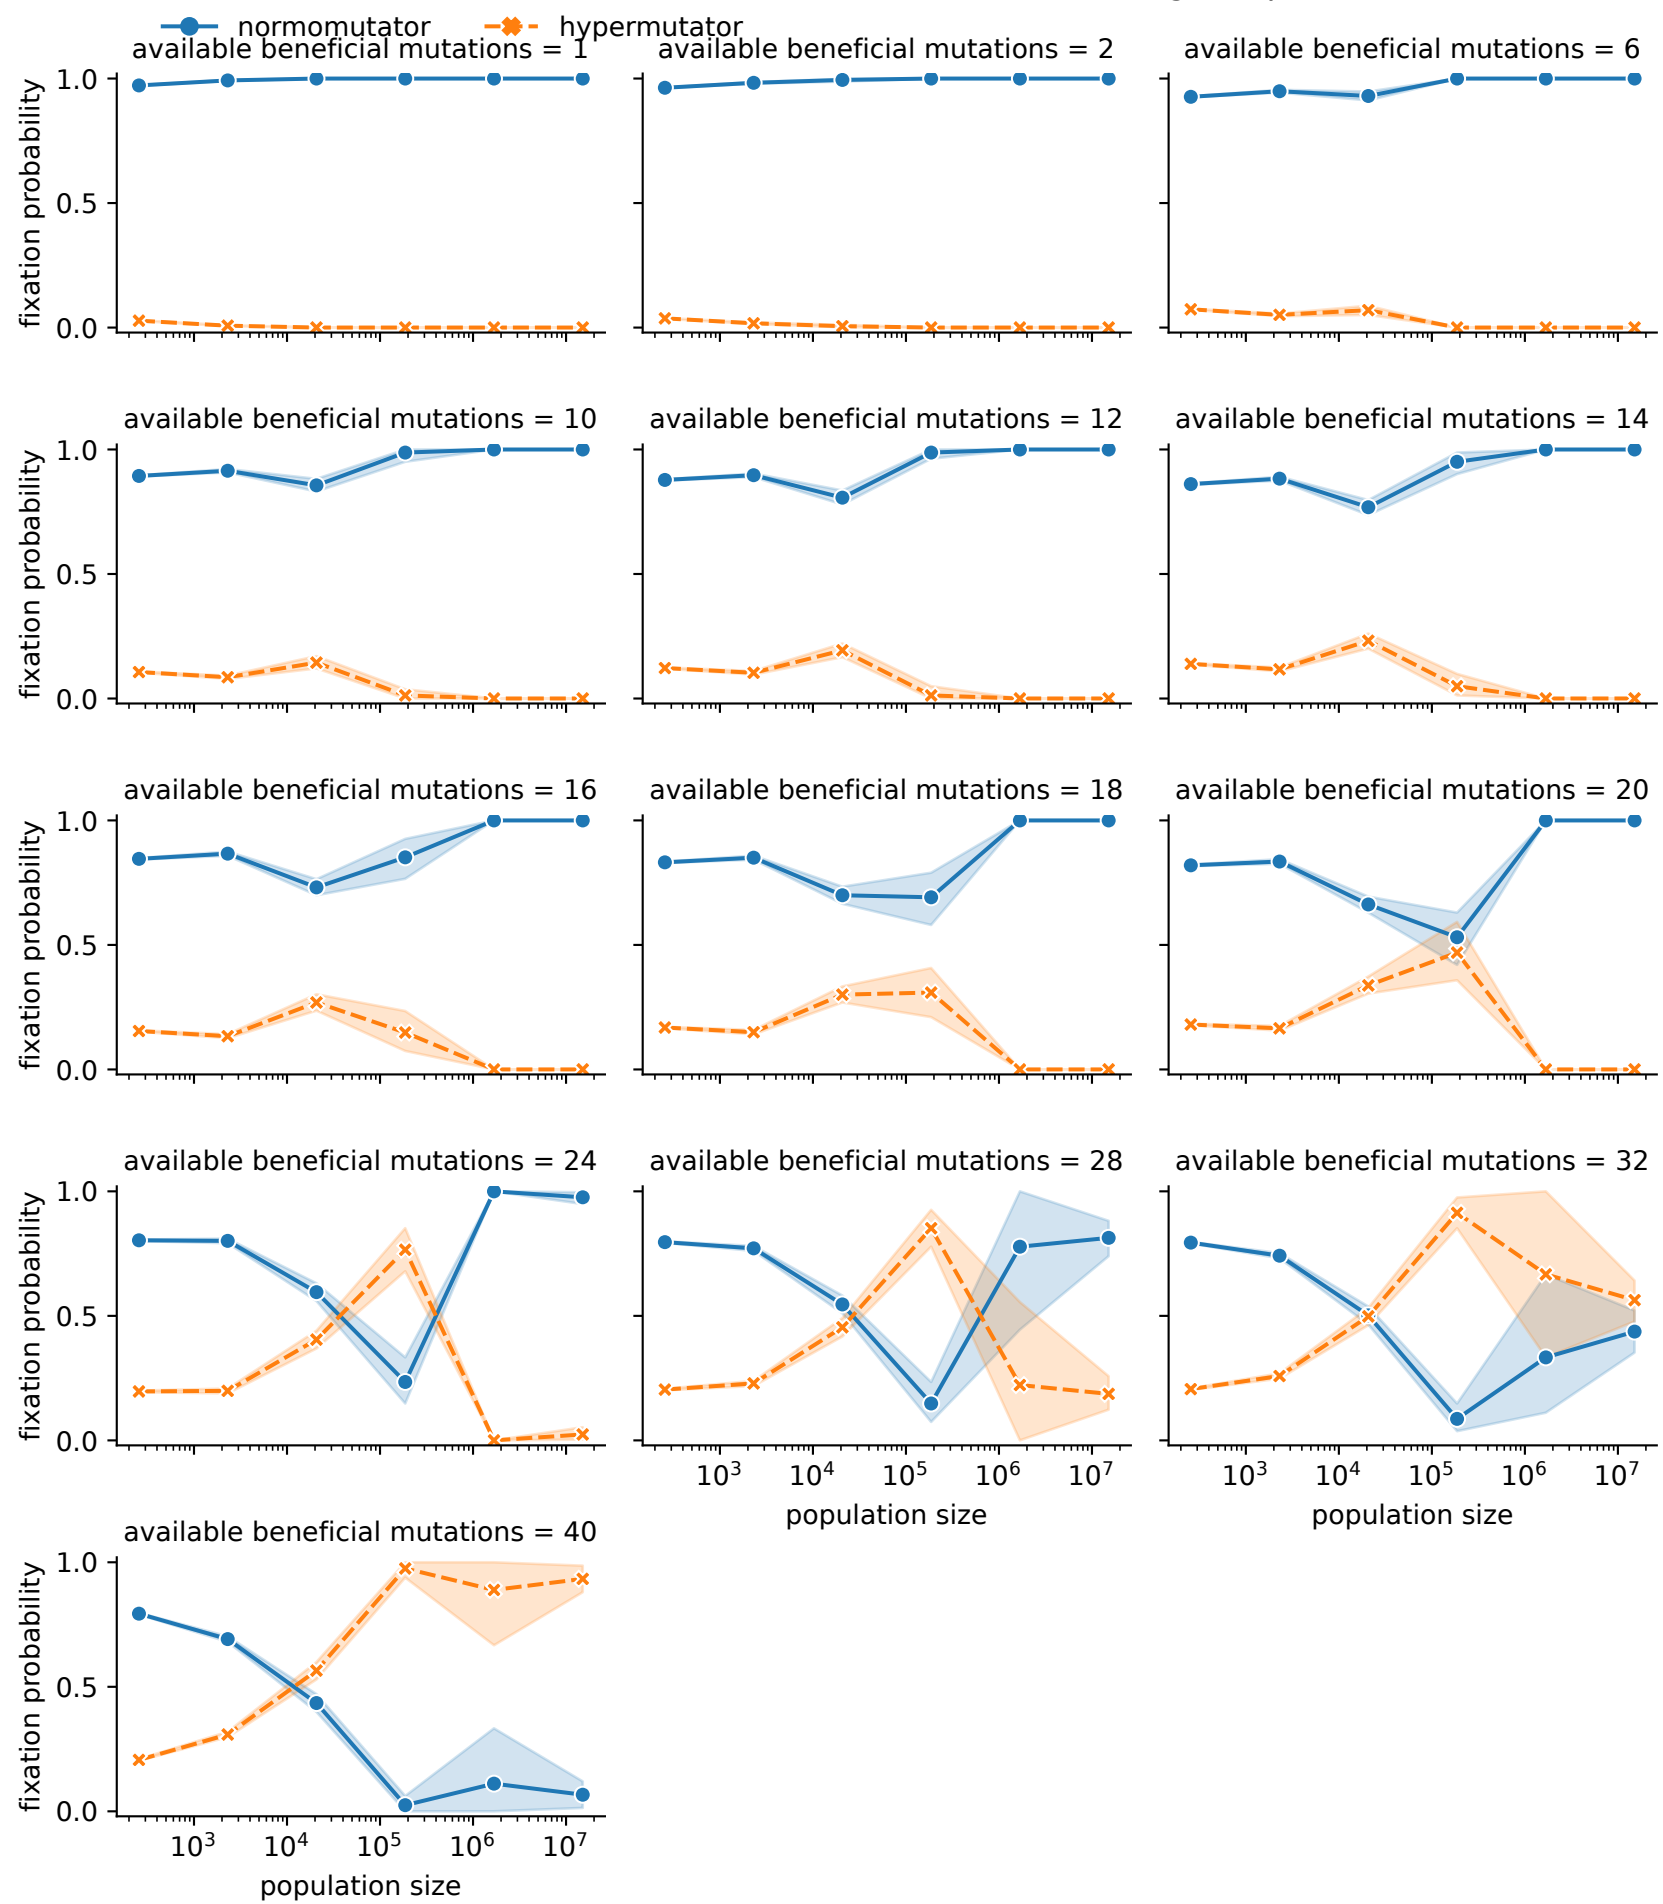 normomutator hypermutator
available beneficial mutations = 1 available beneficial mutations = 2 available beneficial mutations = 6
fixation probability
1.0
0.5
0.0
available beneficial mutations = 10 available beneficial mutations = 12 available beneficial mutations = 14
fixation probability
1.0
0.5
0.0
available beneficial mutations = 16 available beneficial mutations = 18 available beneficial mutations = 20
fixation probability
1.0
0.5
0.0
available beneficial mutations = 24 available beneficial mutations = 28 available beneficial mutations = 32
fixation probability
1.0
0.5
0.0
10³ 10⁴ 10⁵ 10⁶ 10⁷ 10³ 10⁴ 10⁵ 10⁶ 10⁷
population size population size
available beneficial mutations = 40
fixation probability
1.0
0.5
0.0
10³ 10⁴ 10⁵ 10⁶ 10⁷
population size